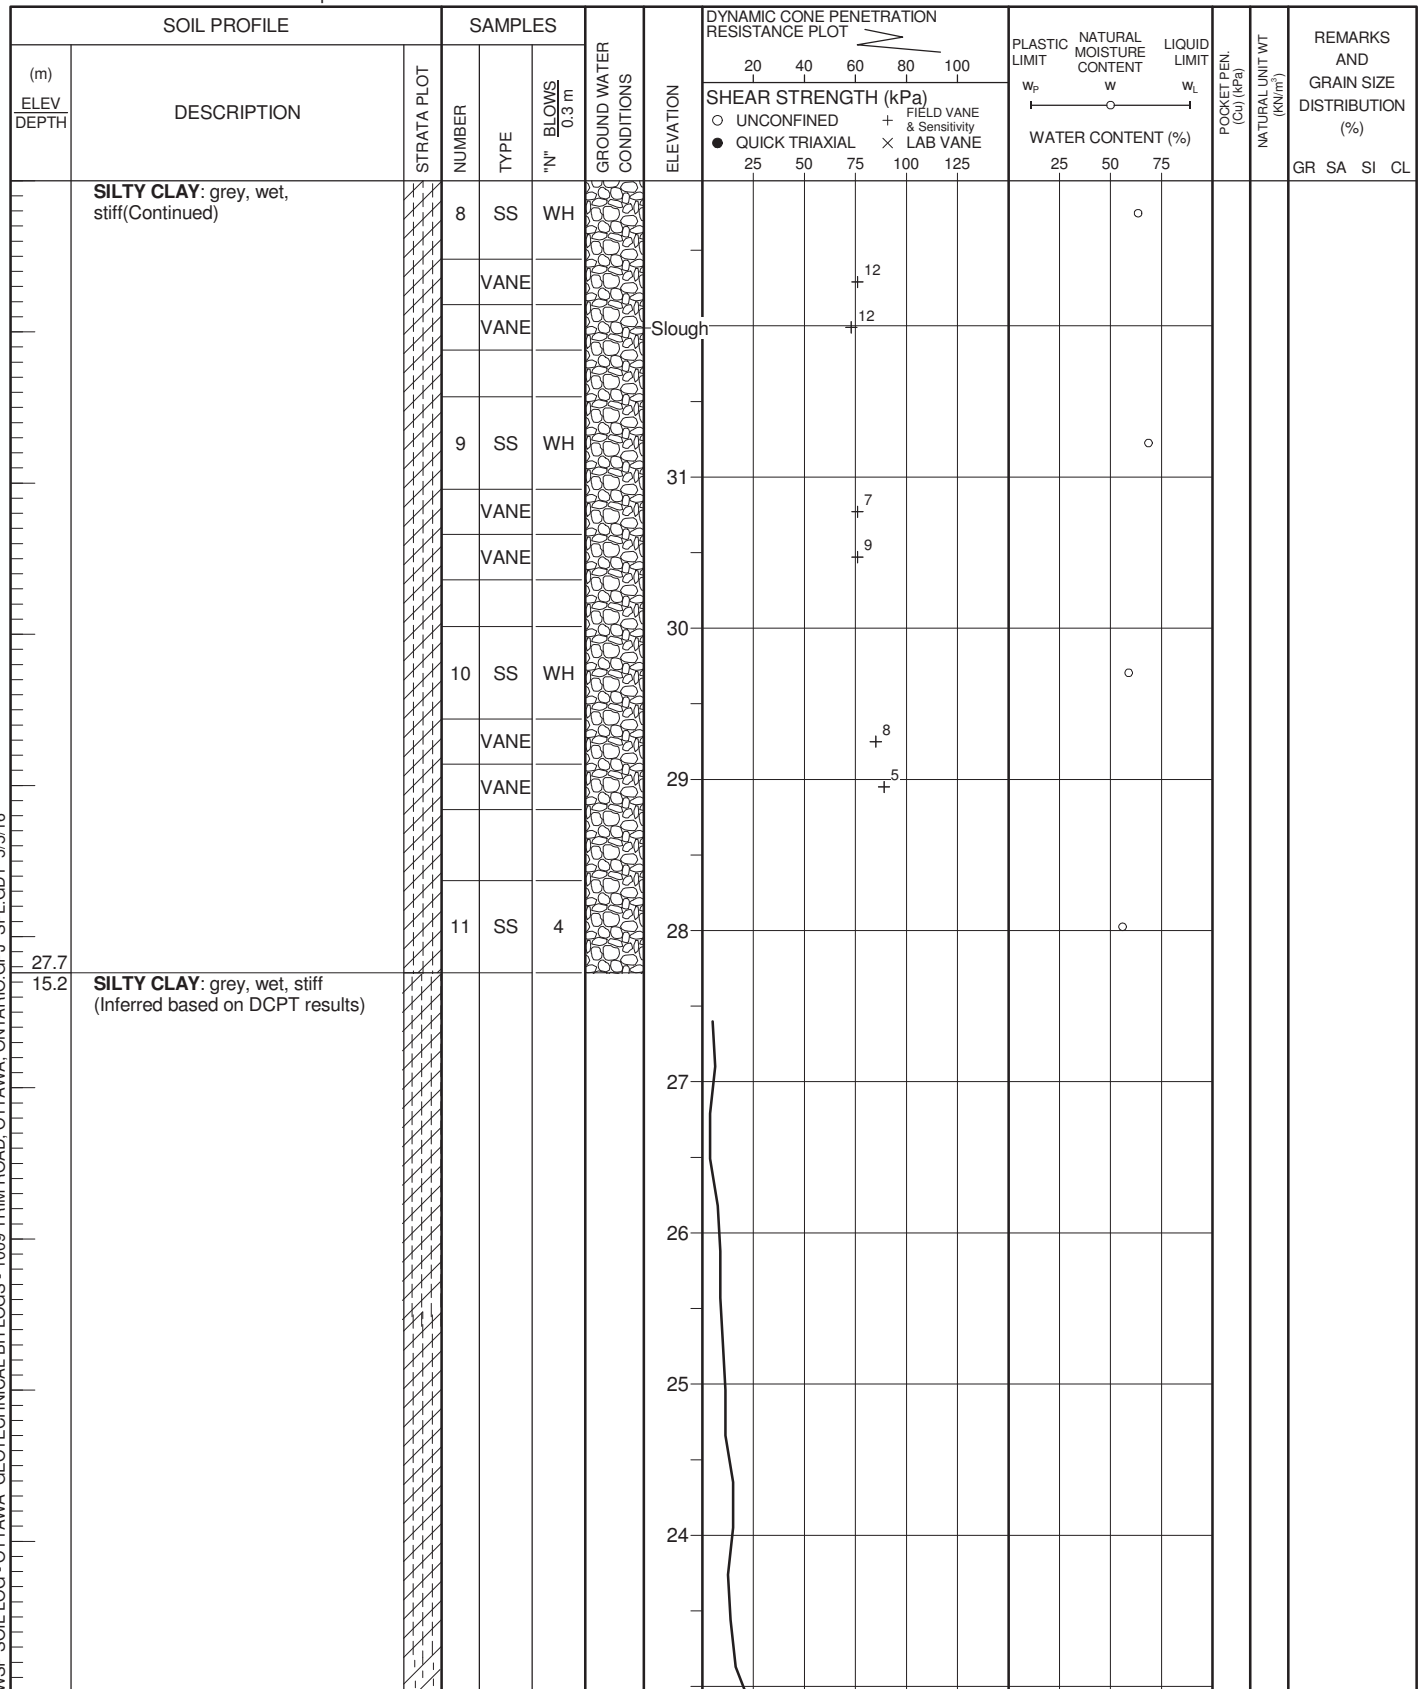 SOIL PROFILE
SAMPLES
DYNAMIC CONE PENETRATION
RESISTANCE PLOT
20 40 60 80 100
SHEAR STRENGTH (kPa)
○ UNCONFINED + FIELD VANE & Sensitivity
● QUICK TRIAXIAL × LAB VANE
25 50 75 100 125
PLASTIC LIMIT
NATURAL MOISTURE CONTENT
LIQUID LIMIT
WP W WL
WATER CONTENT (%)
25 50 75
POCKET PEN.
(Cu) (kPa)
NATURAL UNIT WT
(KN/m³)
REMARKS
AND
GRAIN SIZE
DISTRIBUTION
(%)
GR SA SI CL
(m)
ELEV
DEPTH
DESCRIPTION
STRATA PLOT
NUMBER
TYPE
"N" BLOWS
0.3 m
GROUND WATER
CONDITIONS
ELEVATION
SILTY CLAY: grey, wet,
stiff(Continued)
8 SS WH
VANE 12
VANE Slough 12
9 SS WH
31
VANE 7
VANE 9
30
10 SS WH
VANE 8
VANE 5
29
11 SS 4
28
27.7
15.2 SILTY CLAY: grey, wet, stiff
(Inferred based on DCPT results)
27
26
25
24